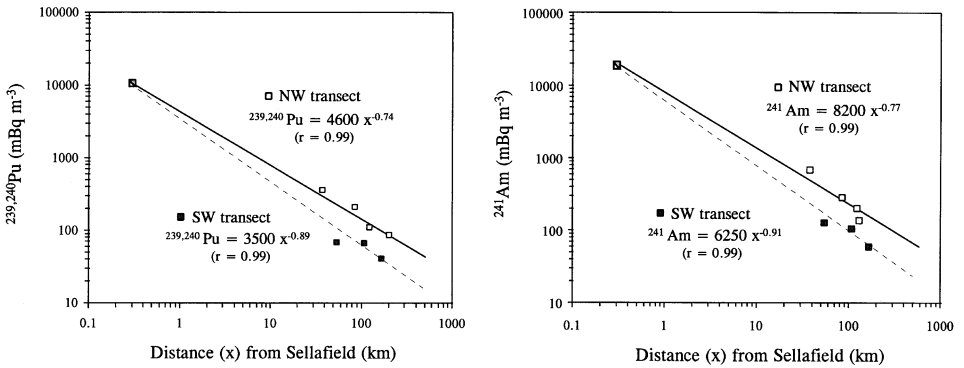 100000
10000
1000
100
10
0.1
1
10
100
1000
239,240Pu (mBq m-3)
Distance (x) from Sellafield (km)
NW transect
239,240Pu = 4600 x-0.74
(r = 0.99)
SW transect
239,240Pu = 3500 x-0.89
(r = 0.99)
100000
10000
1000
100
10
0.1
1
10
100
1000
241Am (mBq m-3)
Distance (x) from Sellafield (km)
NW transect
241Am = 8200 x-0.77
(r = 0.99)
SW transect
241Am = 6250 x-0.91
(r = 0.99)